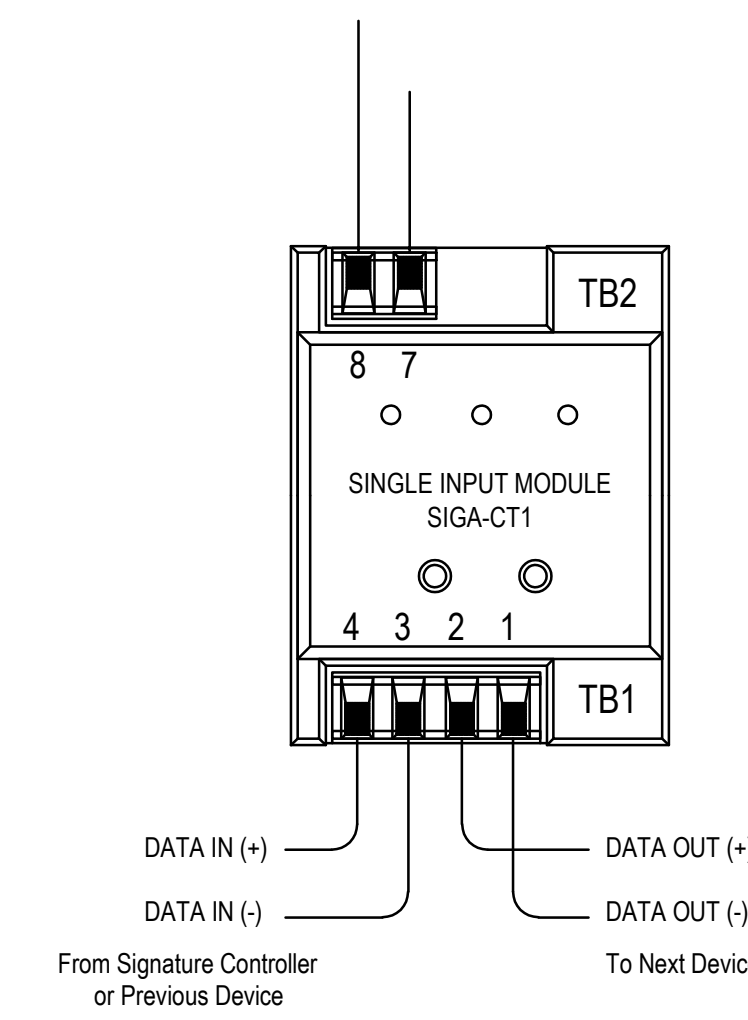 TB2
8 7
SINGLE INPUT MODULE
SIGA-CT1
4 3 2 1
TB1
DATA IN (+)
DATA OUT (+)
DATA IN (-)
DATA OUT (-)
From Signature Controller
or Previous Device
To Next Devic